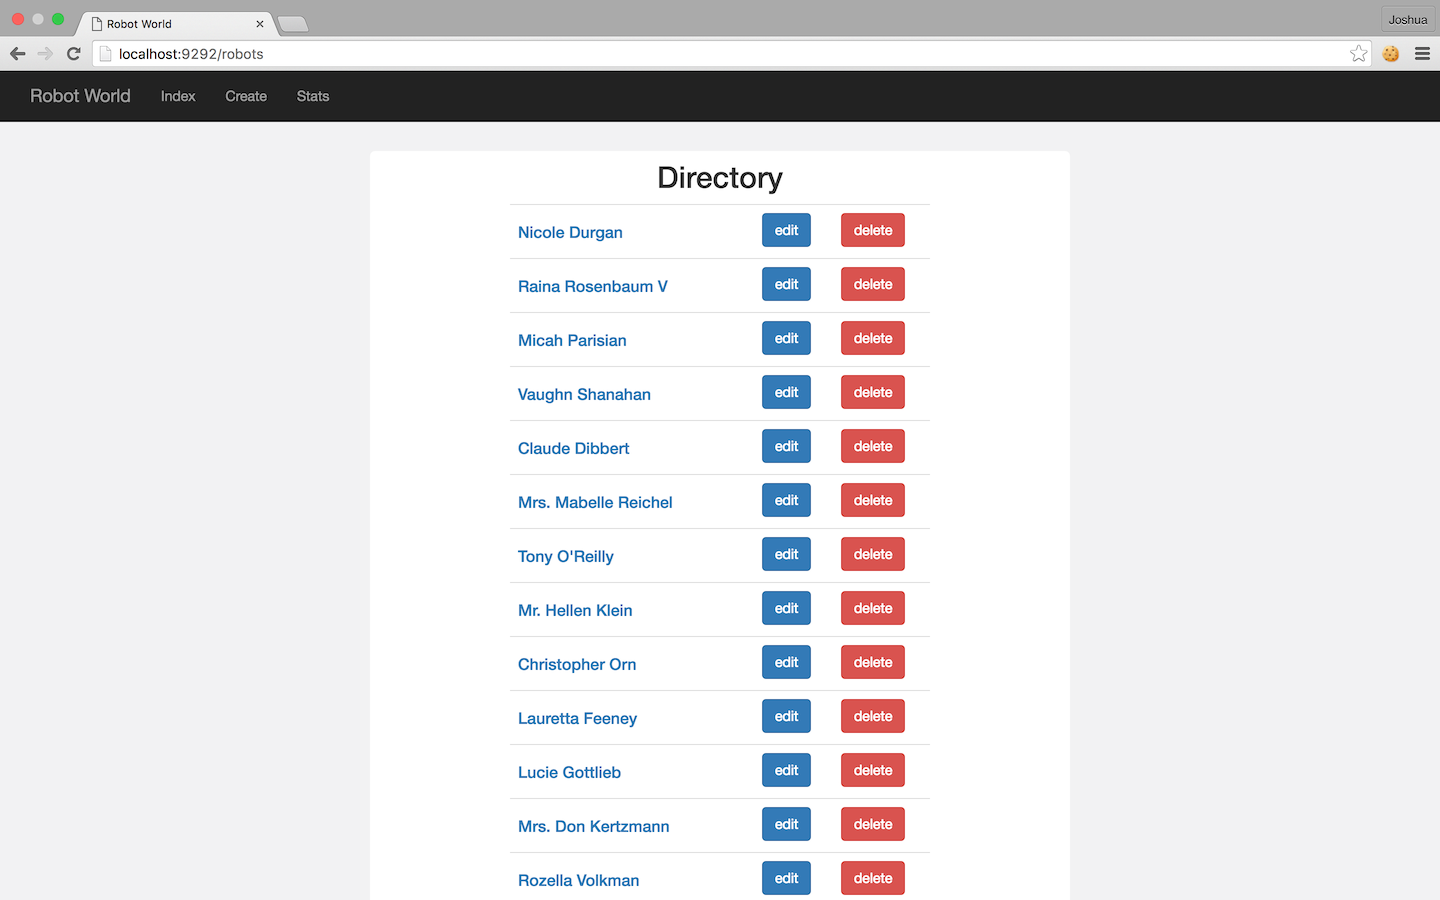 Robot World
Joshua
localhost:9292/robots
Robot World Index Create Stats
Directory
Nicole Durgan edit delete
Raina Rosenbaum V edit delete
Micah Parisian edit delete
Vaughn Shanahan edit delete
Claude Dibbert edit delete
Mrs. Mabelle Reichel edit delete
Tony O'Reilly edit delete
Mr. Hellen Klein edit delete
Christopher Orn edit delete
Lauretta Feeney edit delete
Lucie Gottlieb edit delete
Mrs. Don Kertzmann edit delete
Rozella Volkman edit delete